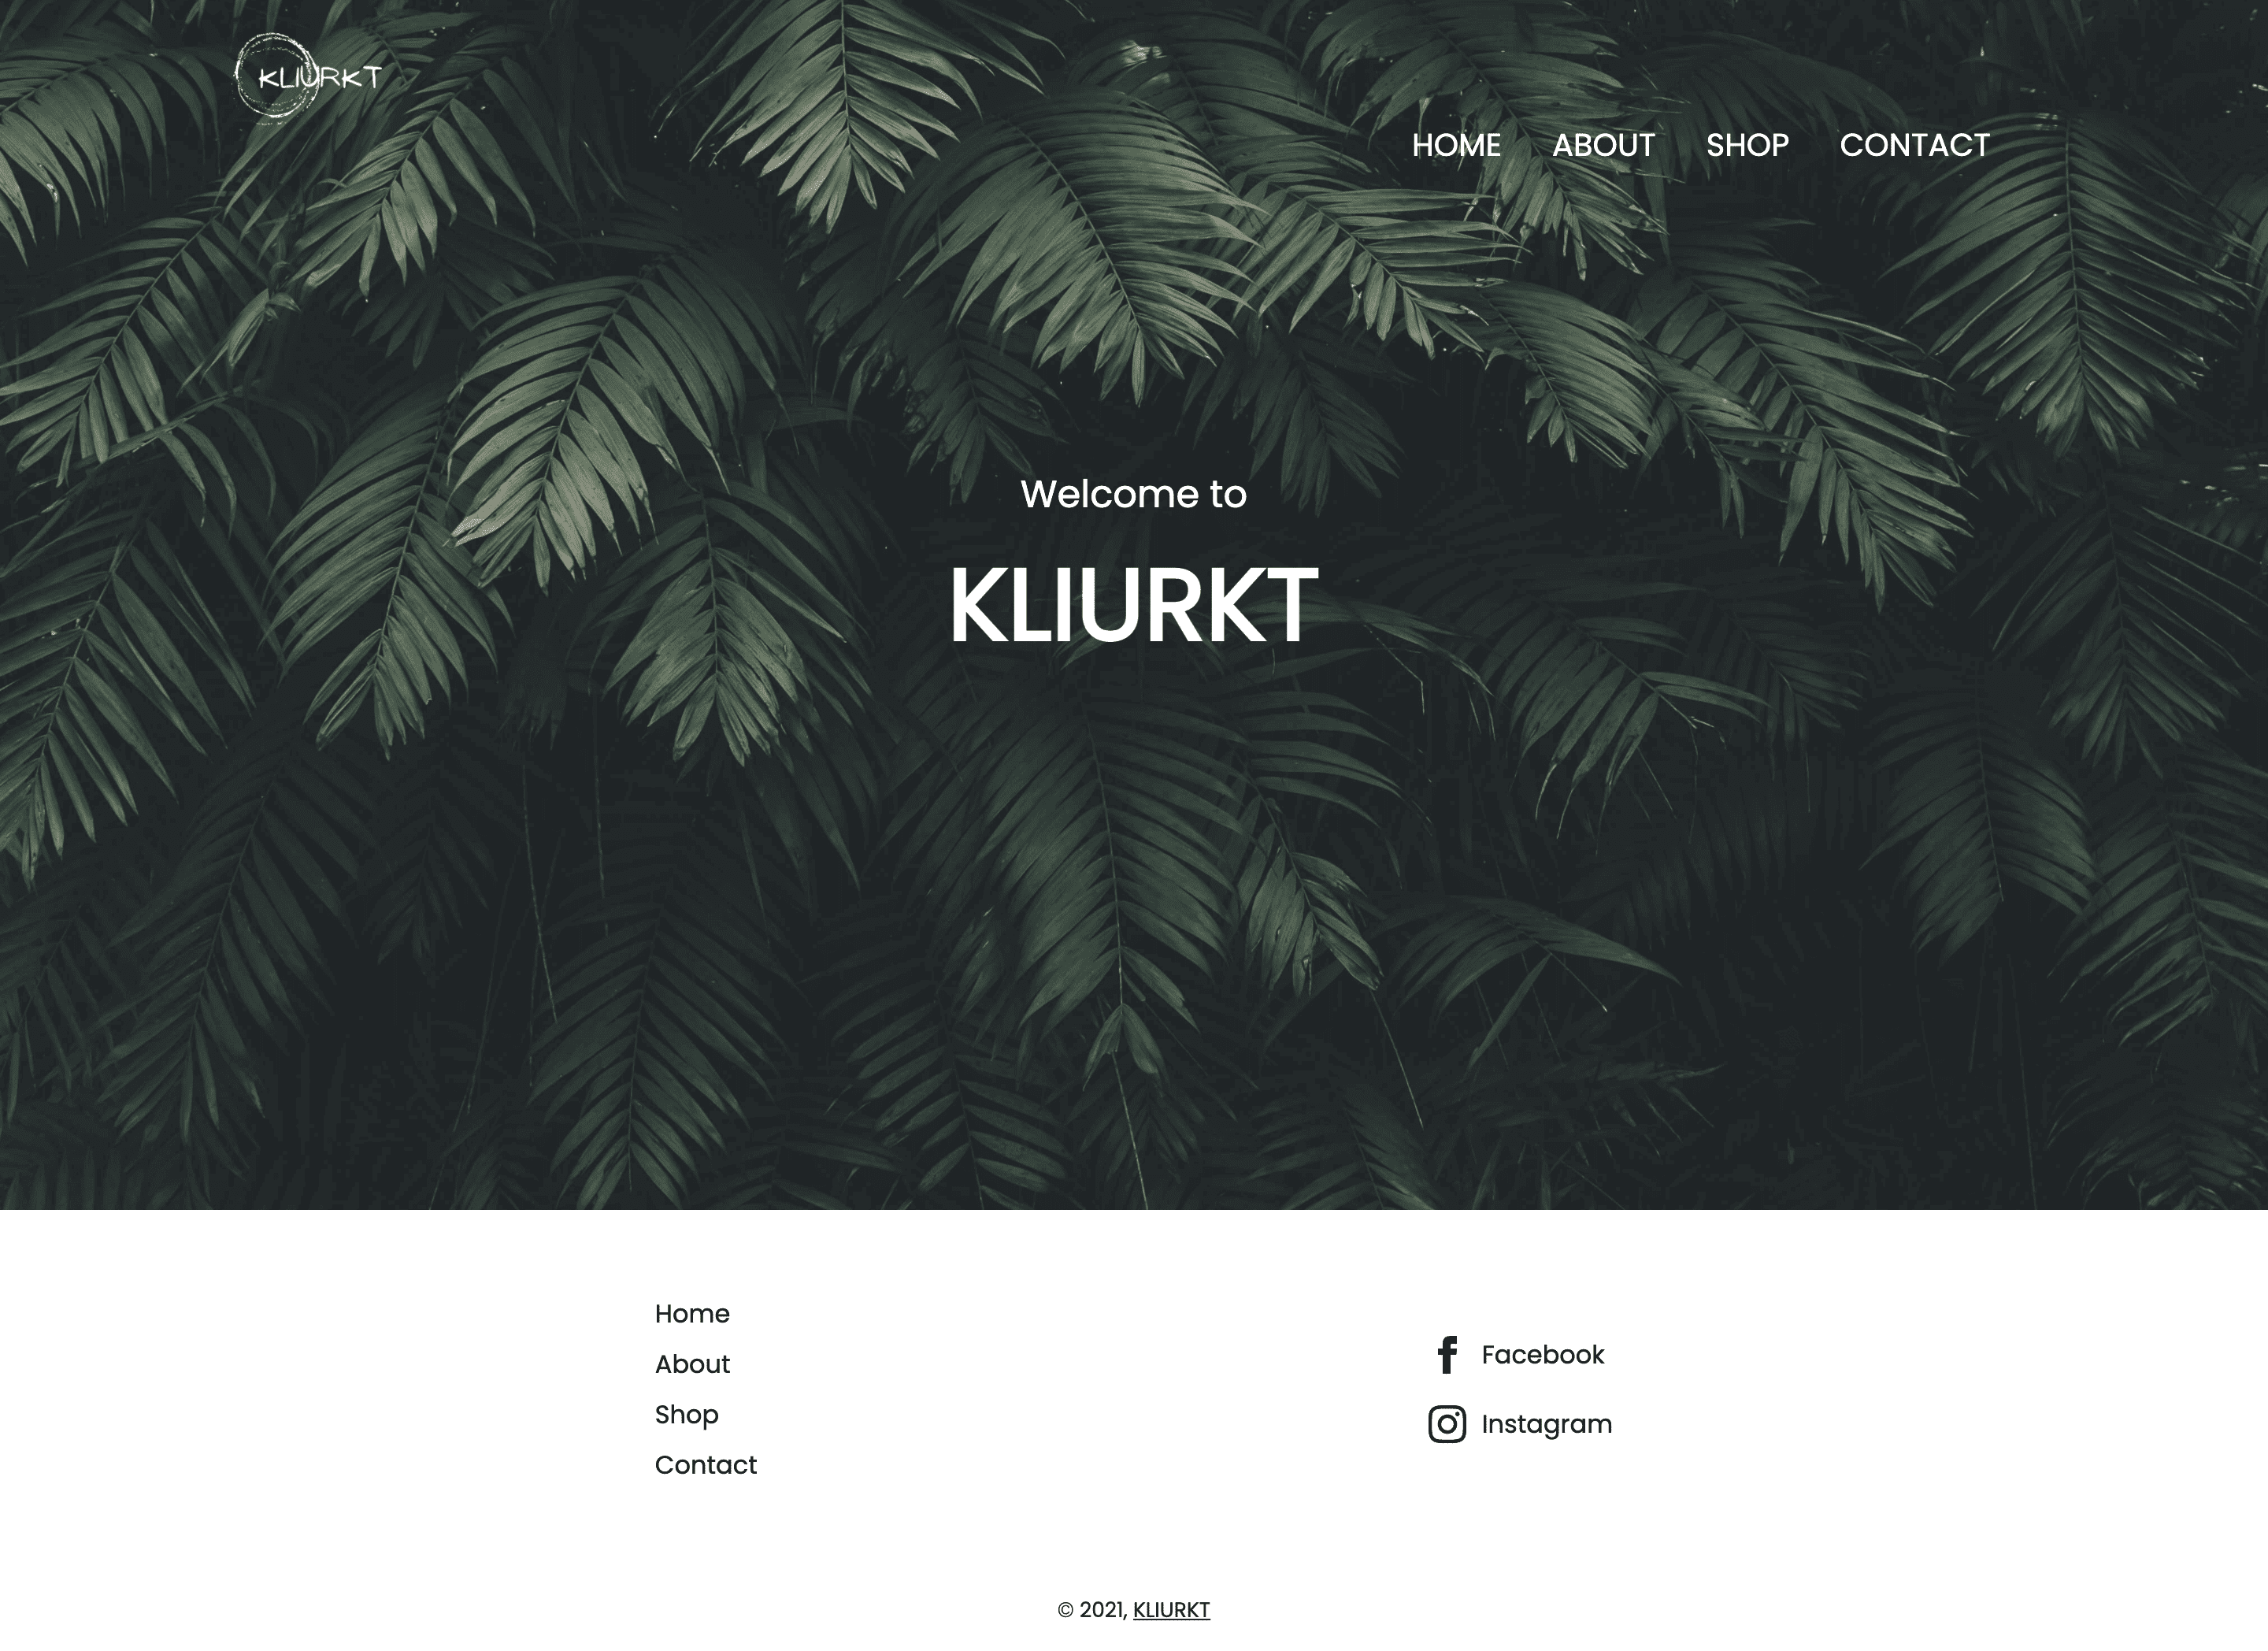 KLIURKT
HOME ABOUT SHOP CONTACT
Welcome to
KLIURKT
Home
About
Shop
Contact
Facebook
Instagram
© 2021, KLIURKT